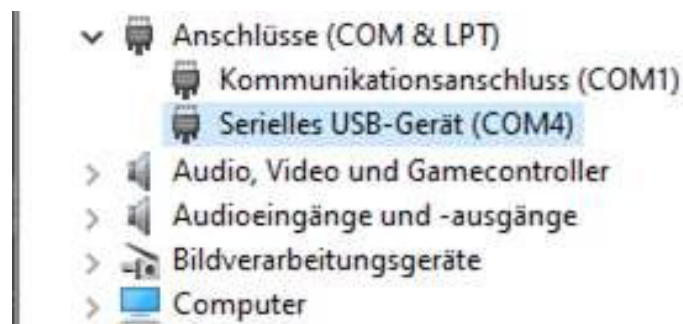 Anschlüsse (COM & LPT)
Kommunikationsanschluss (COM1)
Serielles USB-Gerät (COM4)
Audio, Video und Gamecontroller
Audioeingänge und -ausgänge
Bildverarbeitungsgeräte
Computer